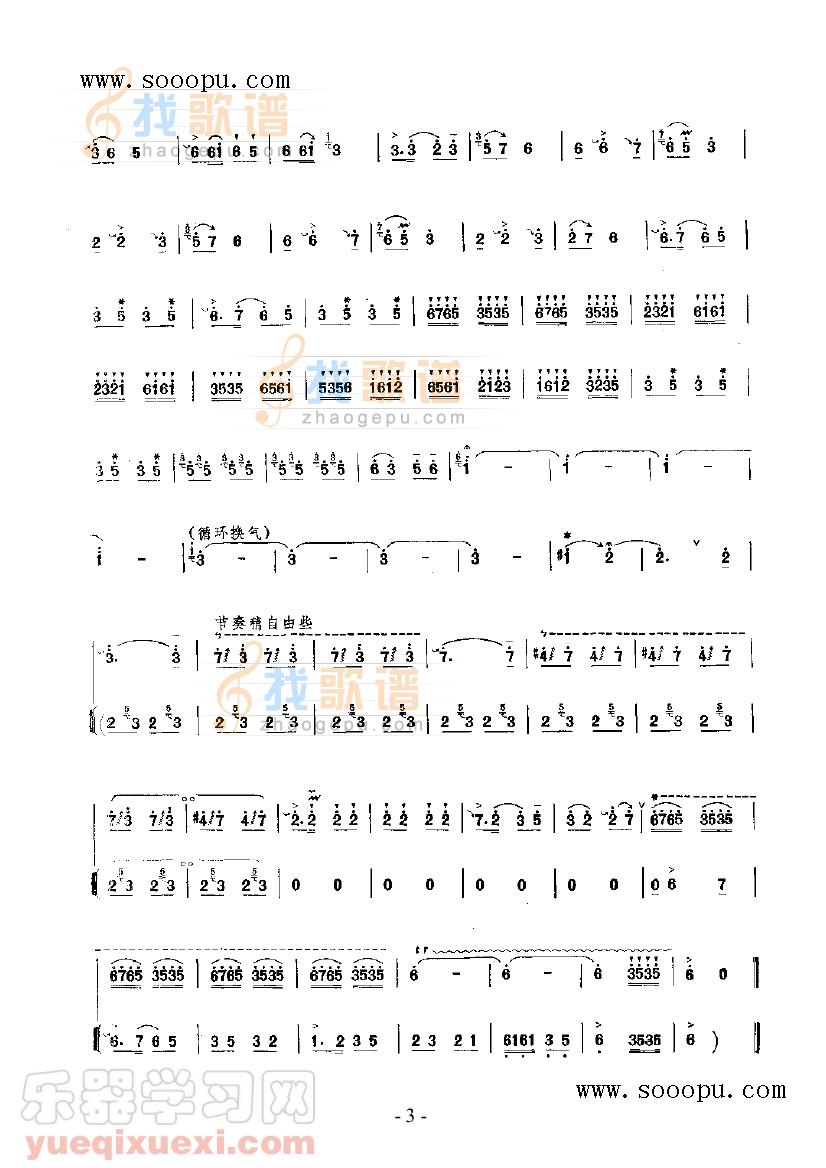 www.sooopu.com
找歌谱
zhaogepu.com
3 6 5 | 6 6i 6 5 | 6 6i 3 | 3. 3 2 3 | 5 7 6 | 6 6 7 | 6 5 3 |
2 2 3 | 5 7 6 | 6 6 7 | 6 5 3 | 2 2 3 | 2 7 6 | 6. 7 6 5 |
3 5 3 5 | 6. 7 6 5 | 3 5 3 5 | 6765 3535 | 6765 3535 | 2321 6161 |
找歌谱
zhaogepu.com
2321 6161 | 3535 6561 | 5356 1612 | 6561 2123 | 1612 3235 | 3 5 3 5 |
3 5 3 5 | 5 5 5 5 | 5 5 5 5 | 6 3 5 6 | i - | i - | i - |
(循环换气)
i - | 3 - | 3 - | 3 - | 3 - | #i 2 | 2. 2 |
节奏稍自由些
3. 3 | 7/3 7/3 | 7/3 7/3 | 7. 7 | #4/7 4/7 | #4/7 4/7 |
找歌谱
zhaogepu.com
(2 3 2 3 | 2 3 2 3 | 2 3 2 3 | 2 3 2 3 | 2 3 2 3 | 2 3 2 3 |
7/3 7/3 | #4/7 4/7 | 2. 2 2 2 | 2 2 2 2 | 7. 2 3 5 | 3 2 2 7 | 6765 3535 |
2 3 2 3 | 2 3 2 3 | 0 0 | 0 0 | 0 0 | 0 0 | 0 6 7 |
6765 3535 | 6765 3535 | 6765 3535 | 6 - | 6 - | 6 3535 | 6 0 ‖
6. 7 6 5 | 3 5 3 2 | 1. 2 3 5 | 2 3 2 1 | 6161 3 5 | 6 3535 | 6 ) ‖
乐器学习网
yueqixuexi.com
www.sooopu.com
- 3 -